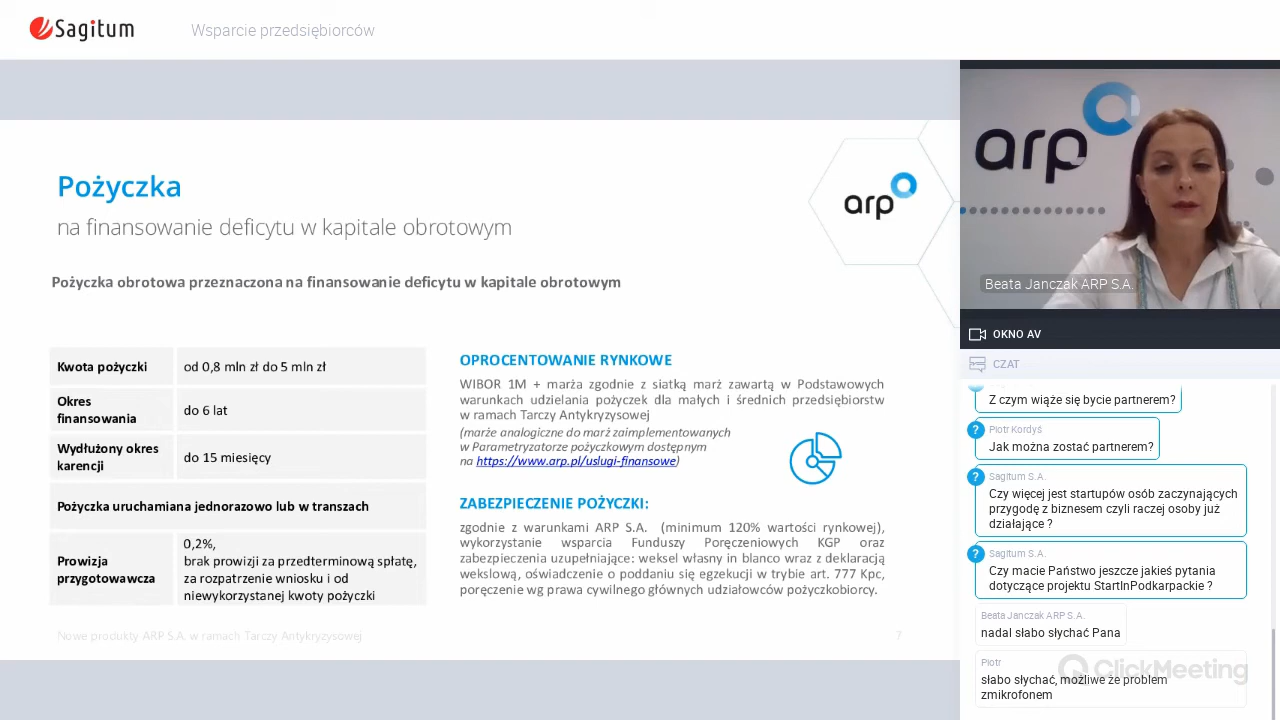 Sagitum
Wsparcie przedsiębiorców
Pożyczka
na finansowanie deficytu w kapitale obrotowym
arp
Pożyczka obrotowa przeznaczona na finansowanie deficytu w kapitale obrotowym
Kwota pożyczki
od 0,8 mln zł do 5 mln zł
Okres
finansowania
do 6 lat
Wydłużony okres
karencji
do 15 miesięcy
Pożyczka uruchamiana jednorazowo lub w transzach
Prowizja
przygotowawcza
0,2%,
brak prowizji za przedterminową spłatę,
za rozpatrzenie wniosku i od
niewykorzystanej kwoty pożyczki
OPROCENTOWANIE RYNKOWE
WIBOR 1M + marża zgodnie z siatką marż zawartą w Podstawowych
warunkach udzielania pożyczek dla małych i średnich przedsiębiorstw
w ramach Tarczy Antykryzysowej
(marże analogiczne do marż zaimplementowanych
w Parametryzatorze pożyczkowym dostępnym
na https://www.arp.pl/uslugi-finansowe)
ZABEZPIECZENIE POŻYCZKI:
zgodnie z warunkami ARP S.A. (minimum 120% wartości rynkowej),
wykorzystanie wsparcia Funduszy Poręczeniowych KGP oraz
zabezpieczenia uzupełniające: weksel własny in blanco wraz z deklaracją
wekslową, oświadczenie o poddaniu się egzekucji w trybie art. 777 Kpc,
poręczenie wg prawa cywilnego głównych udziałowców pożyczkobiorcy.
Nowe produkty ARP S.A. w ramach Tarczy Antykryzysowej
7
arp
Beata Janczak ARP S.A.
OKNO AV
CZAT
? Z czym wiąże się bycie partnerem?
? Piotr Kordyś
Jak można zostać partnerem?
? Sagitum S.A.
Czy więcej jest startupów osób zaczynających
przygodę z biznesem czyli raczej osoby już
działające ?
? Sagitum S.A.
Czy macie Państwo jeszcze jakieś pytania
dotyczące projektu StartInPodkarpackie ?
Beata Janczak ARP S.A.
nadal słabo słychać Pana
Piotr
słabo słychać, możliwe że problem
zmikrofonem
ClickMeeting